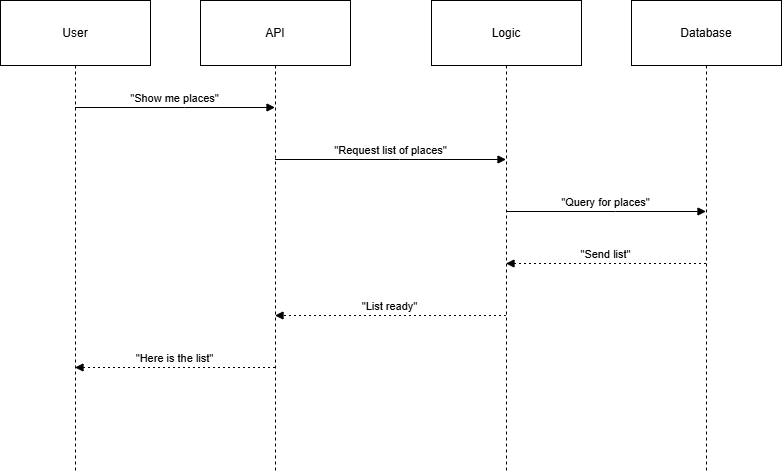 User
API
Logic
Database
"Show me places"
"Request list of places"
"Query for places"
"Send list"
"List ready"
"Here is the list"